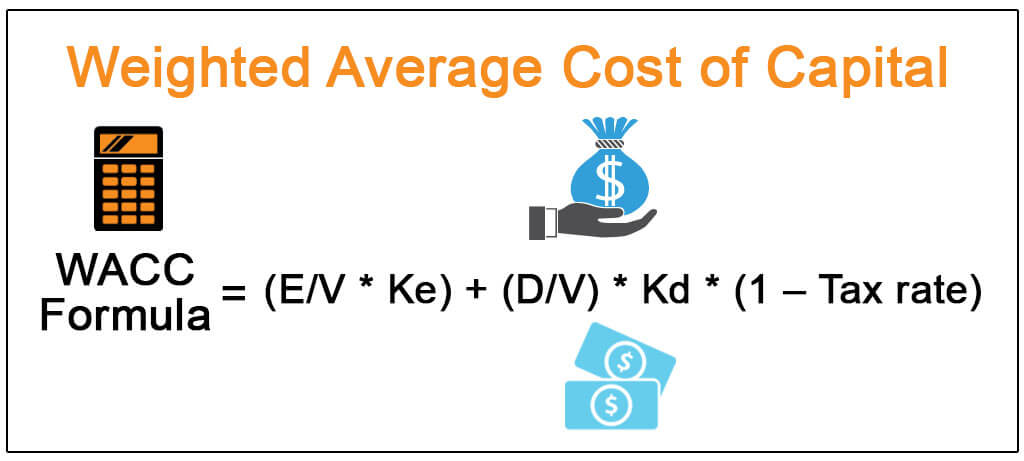 Weighted Average Cost of Capital
$
WACC
Formula = (E/V * Ke) + (D/V) * Kd * (1 – Tax rate)
$
$